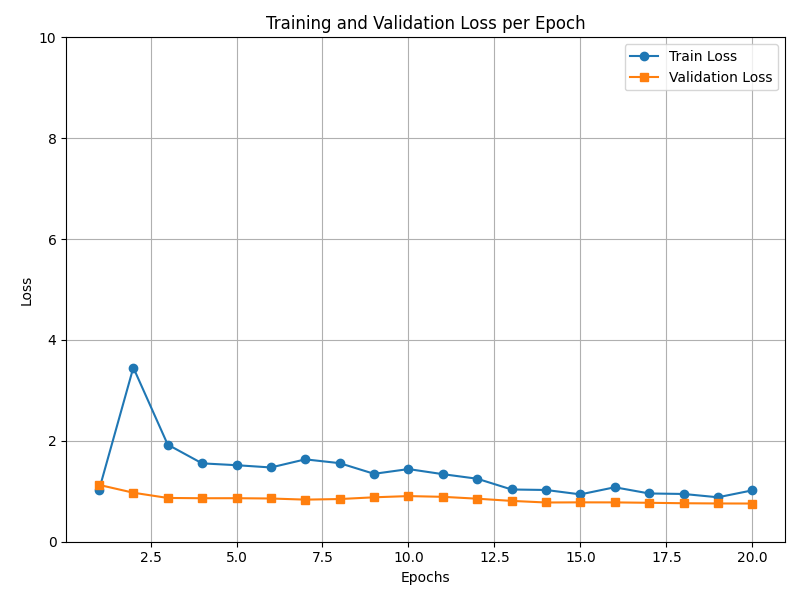 Training and Validation Loss per Epoch
Train Loss
Validation Loss
10
8
6
4
2
0
Loss
2.5 5.0 7.5 10.0 12.5 15.0 17.5 20.0
Epochs